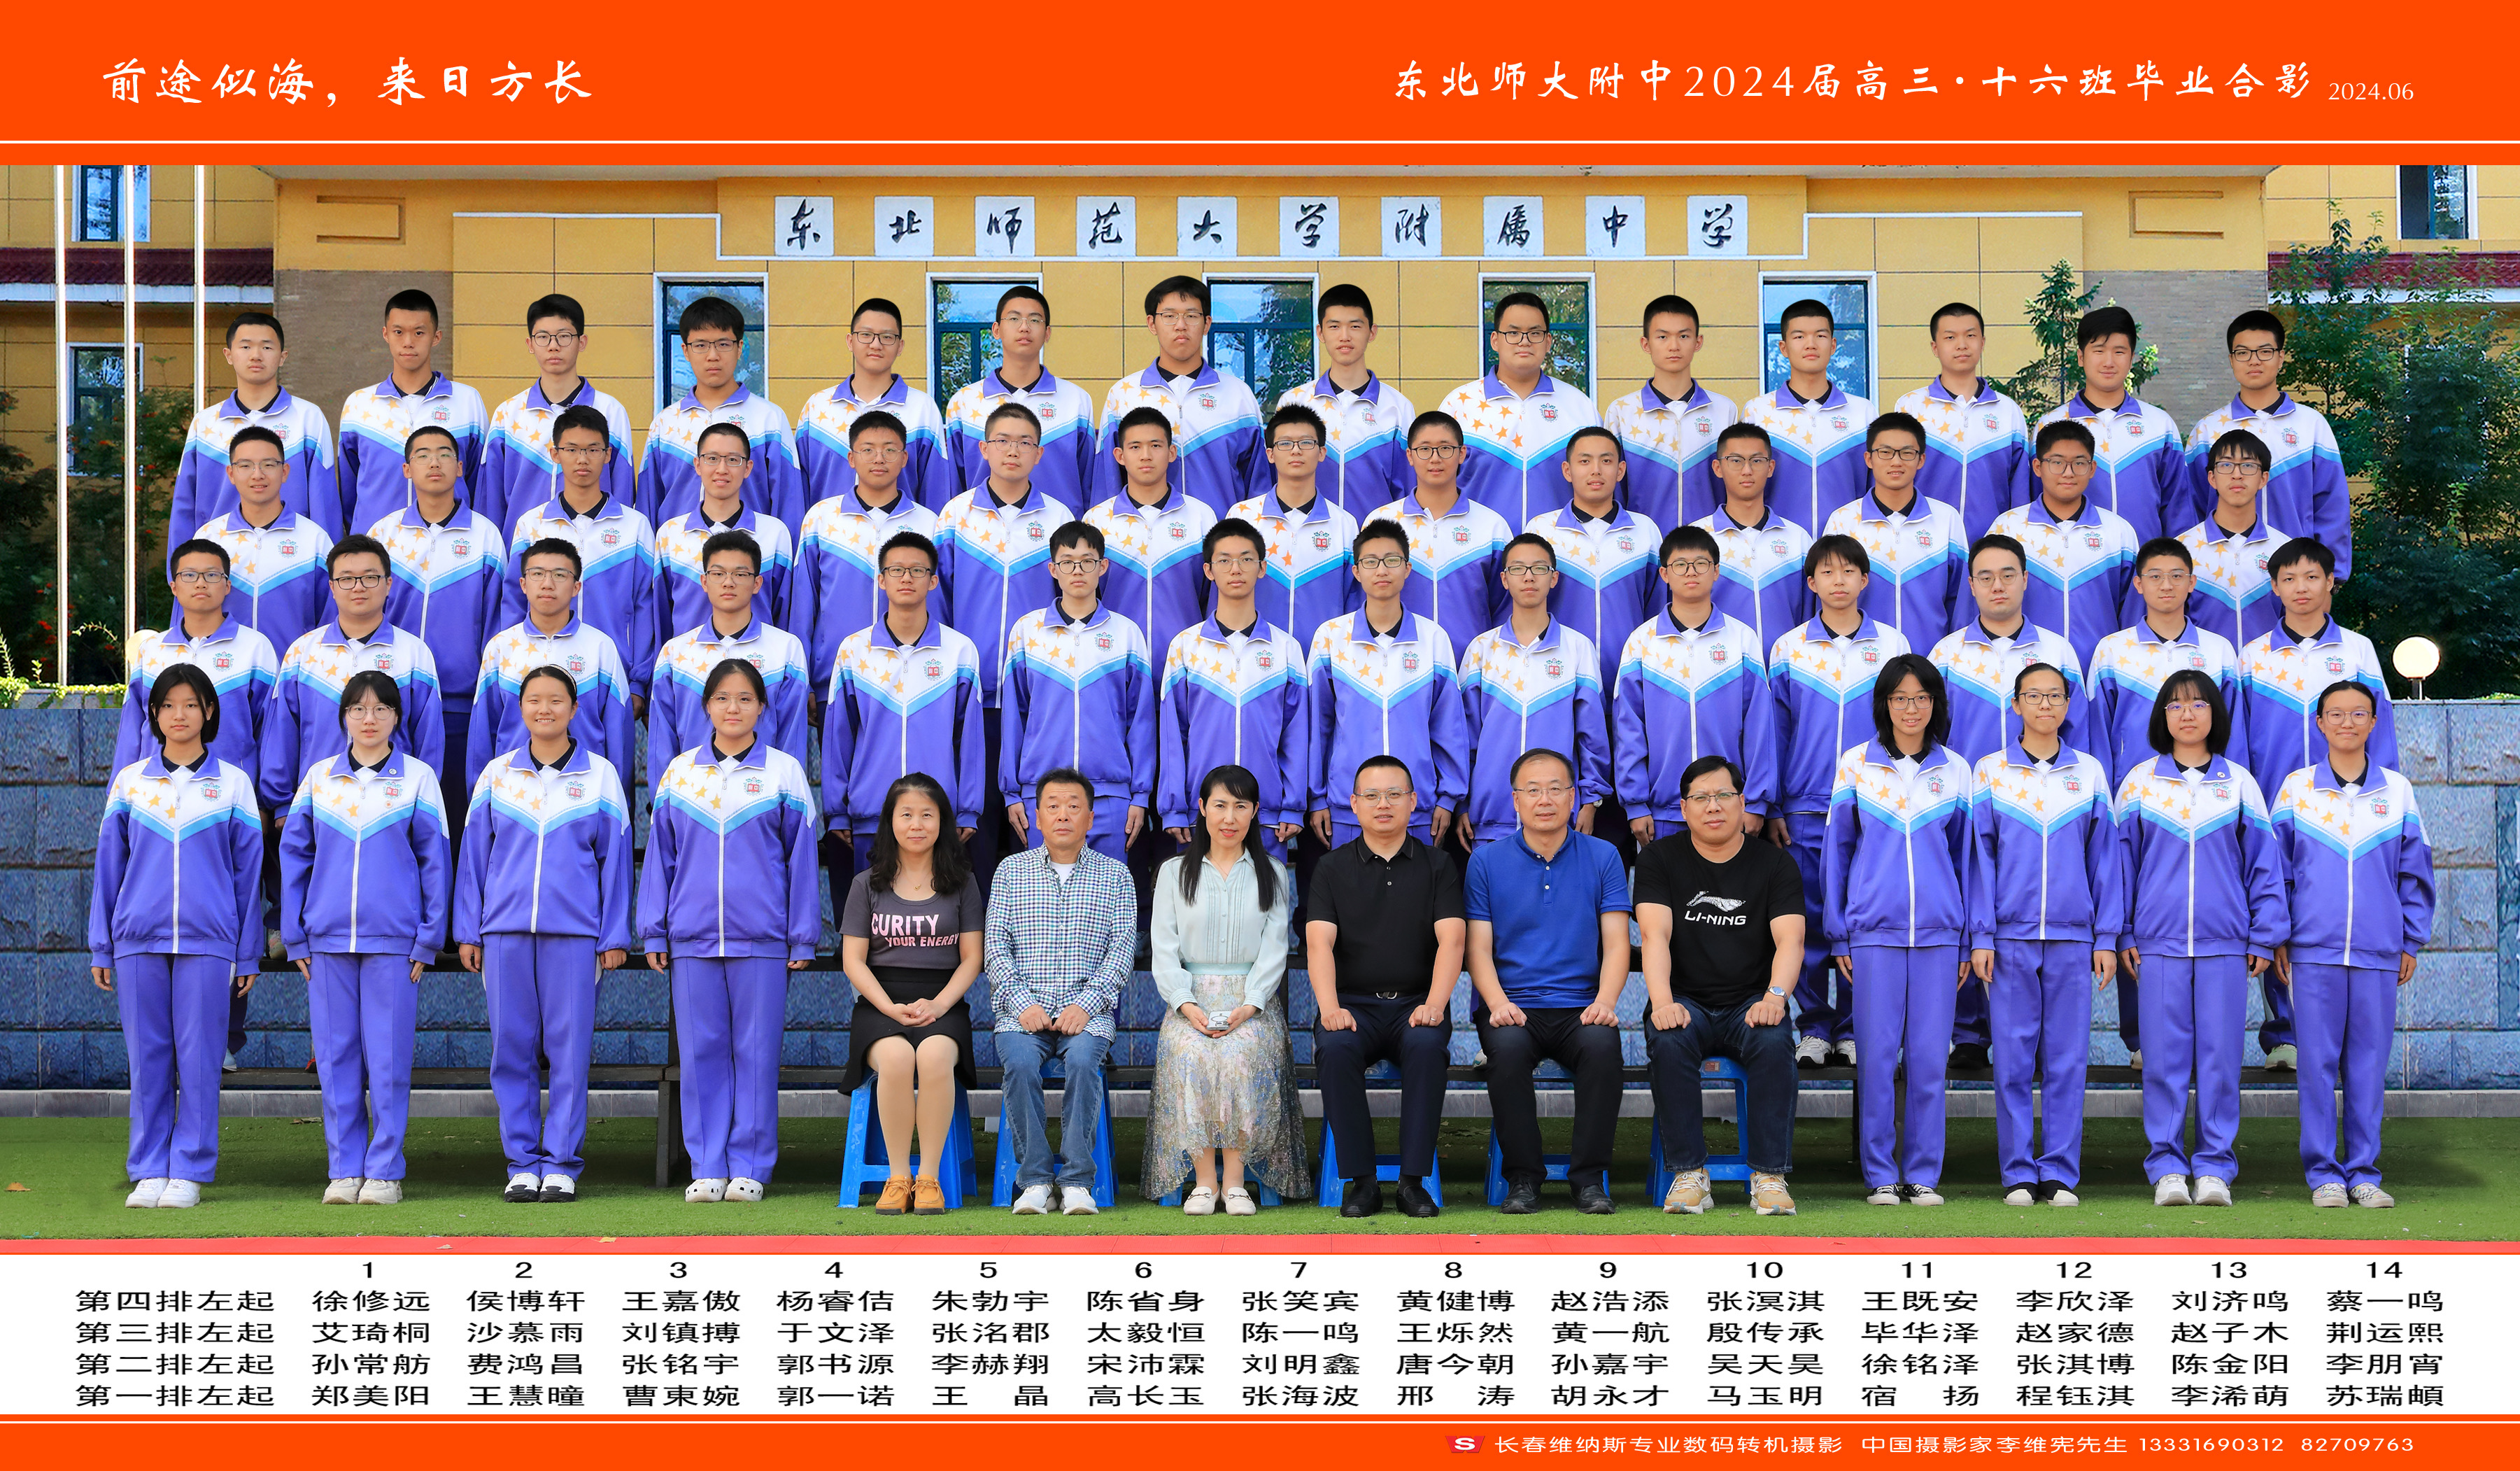 前途似海，来日方长
东北师大附中2024届高三·十六班毕业合影 2024.06
东北师范大学附属中学
CURITY
YOUR ENERGY
LI-NING
1 2 3 4 5 6 7 8 9 10 11 12 13 14
第四排左起 徐修远 侯博轩 王嘉傲 杨睿佶 朱勃宇 陈省身 张笑宾 黄健博 赵浩添 张溟淇 王既安 李欣泽 刘济鸣 蔡一鸣
第三排左起 艾琦桐 沙慕雨 刘镇搏 于文泽 张洺郡 太毅恒 陈一鸣 王烁然 黄一航 殷传承 毕华泽 赵家德 赵子木 荆运熙
第二排左起 孙常舫 费鸿昌 张铭宇 郭书源 李赫翔 宋沛霖 刘明鑫 唐今朝 孙嘉宇 吴天昊 徐铭泽 张淇博 陈金阳 李朋宵
第一排左起 郑美阳 王慧曈 曹東婉 郭一诺 王 晶 高长玉 张海波 邢 涛 胡永才 马玉明 宿 扬 程钰淇 李浠萌 苏瑞頔
S 长春维纳斯专业数码转机摄影 中国摄影家李维宪先生 13331690312 82709763